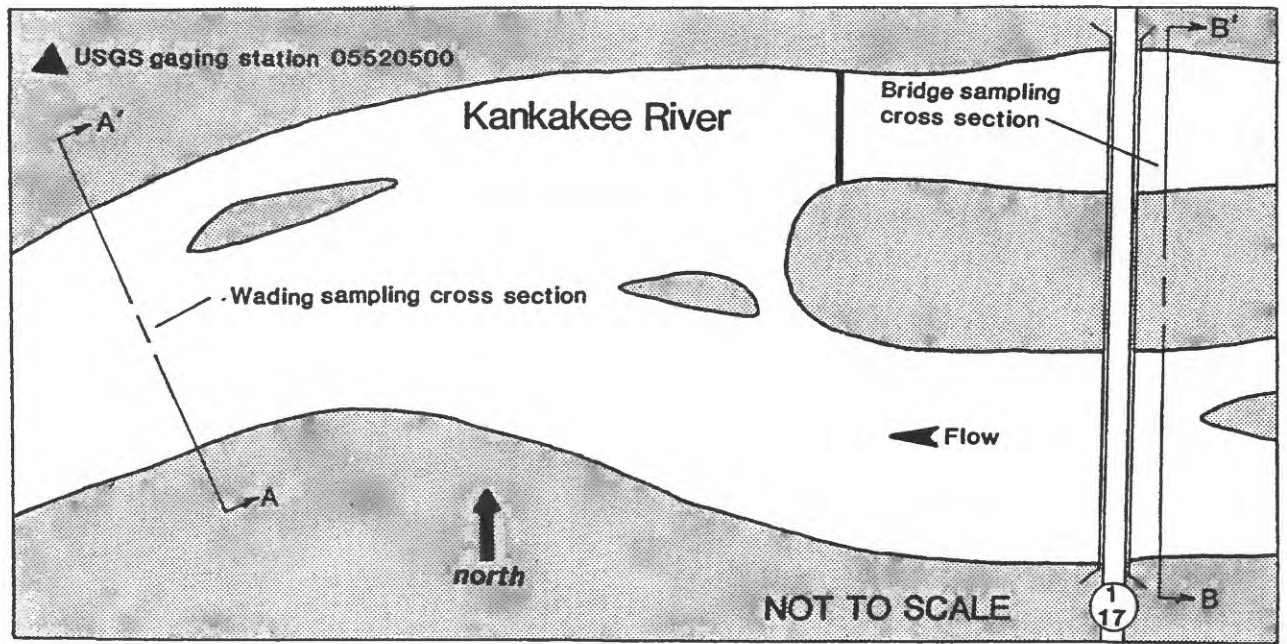 USGS gaging station 05520500
A'
Kankakee River
Bridge sampling
cross section
B'
Wading sampling cross section
Flow
A
north
NOT TO SCALE
1
17
B